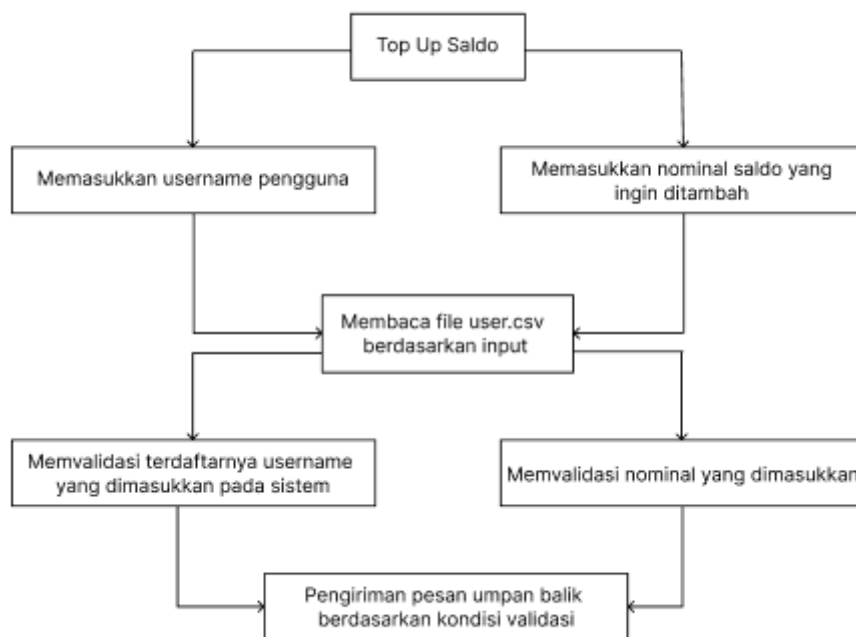 Top Up Saldo
Memasukkan username pengguna
Memasukkan nominal saldo yang
ingin ditambah
Membaca file user.csv
berdasarkan input
Memvalidasi terdaftarnya username
yang dimasukkan pada sistem
Memvalidasi nominal yang dimasukkan
Pengiriman pesan umpan balik
berdasarkan kondisi validasi